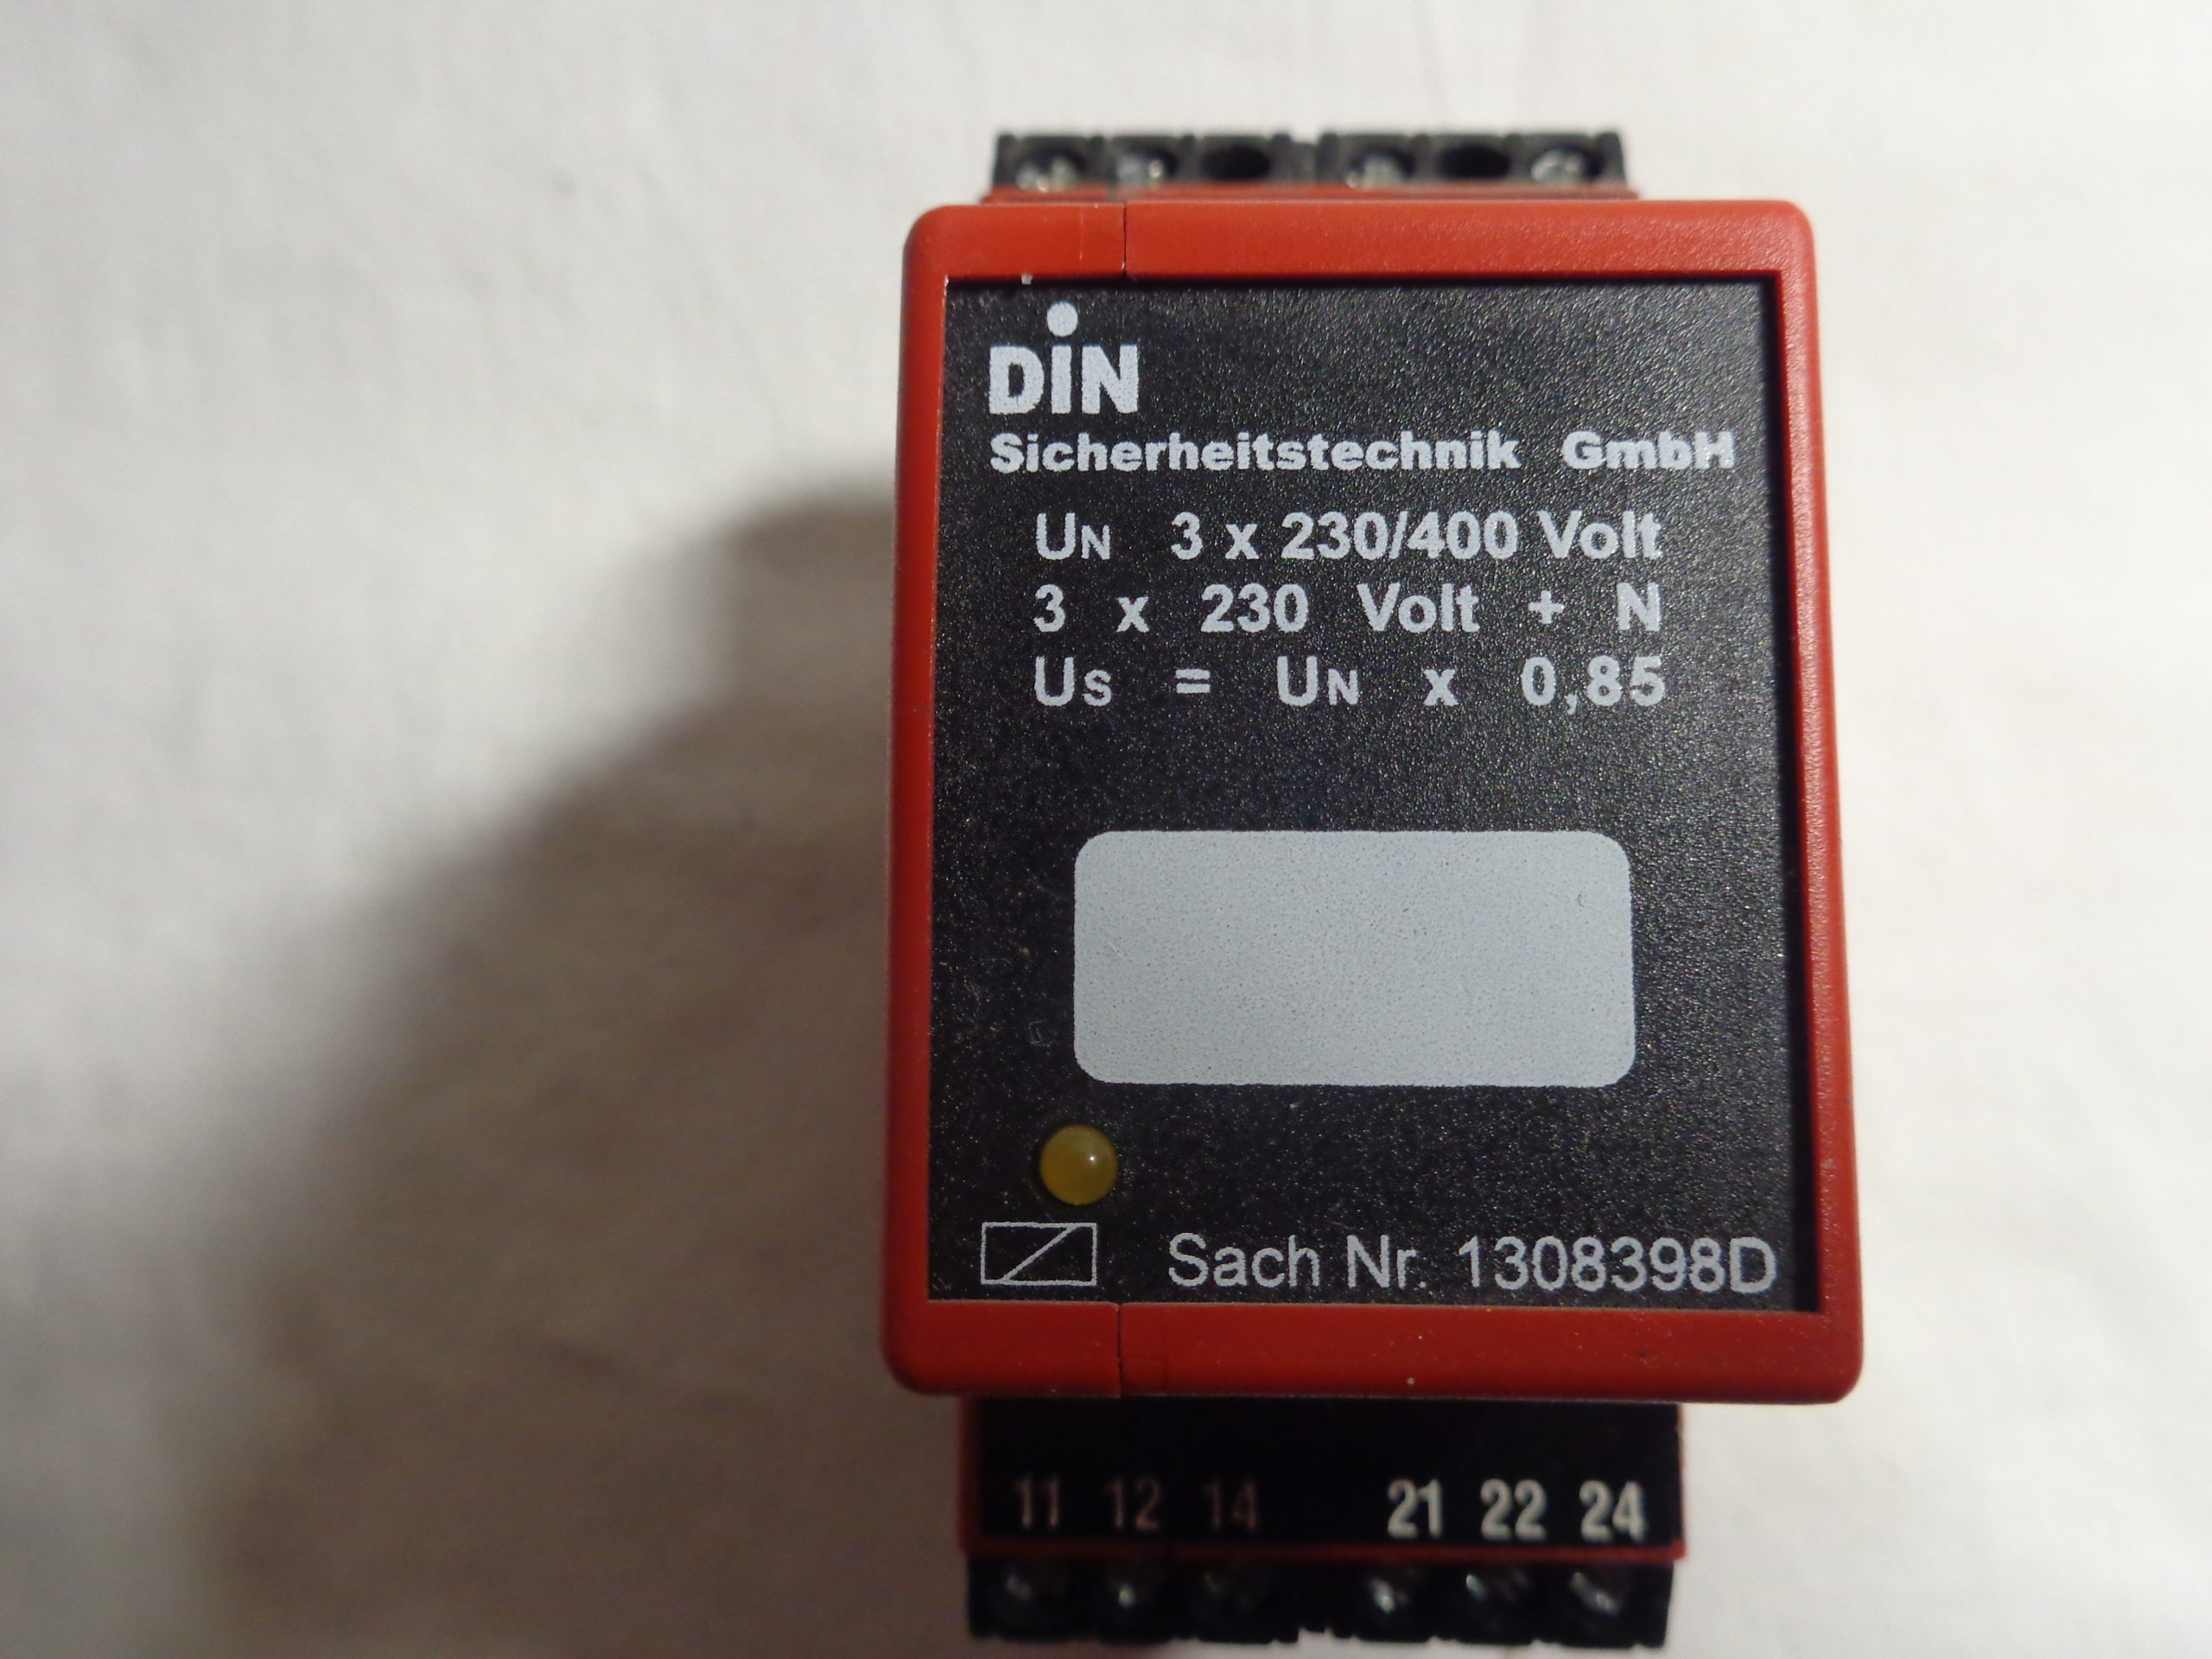 DiN
Sicherheitstechnik GmbH
UN 3 x 230/400 Volt
3 x 230 Volt + N
US = UN x 0,85
Sach Nr. 1308398D
11 12 14 21 22 24